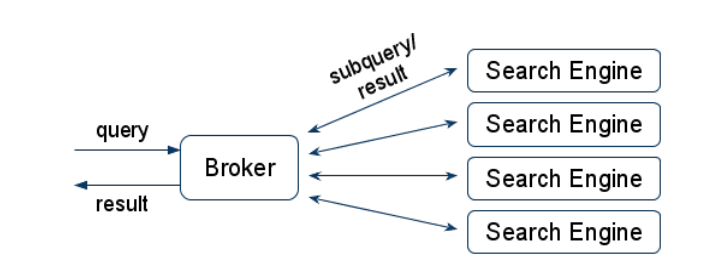 query
result
Broker
subquery/
result
Search Engine
Search Engine
Search Engine
Search Engine